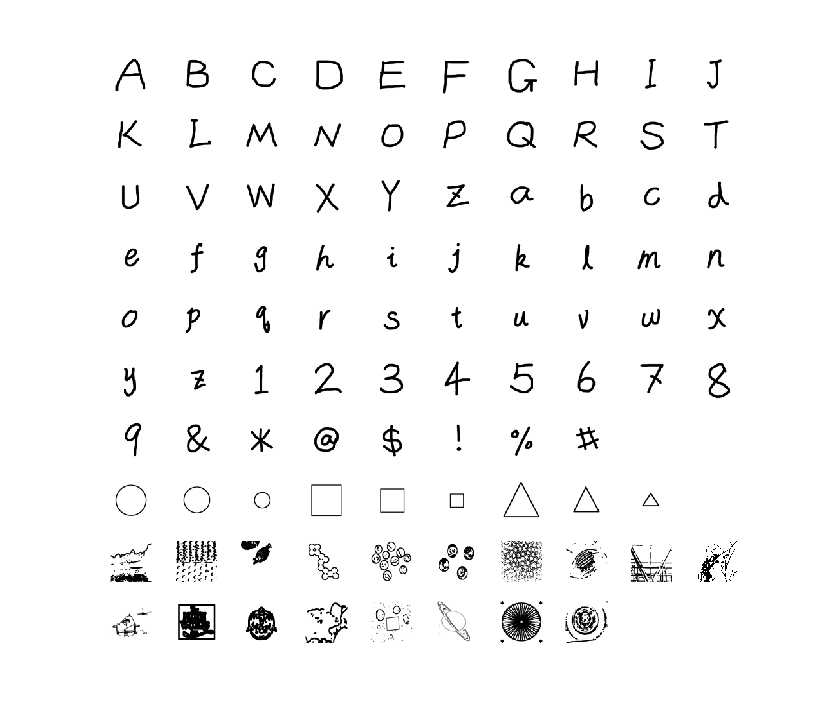 A B C D E F G H I J
K L M N O P Q R S T
U V W X Y Z a b c d
e f g h i j k l m n
o p q r s t u v w x
y z 1 2 3 4 5 6 7 8
9 & * @ $ ! % #